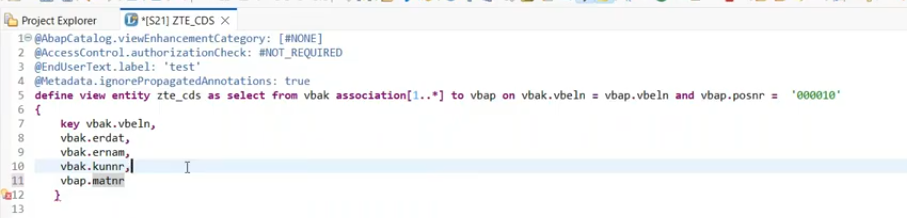 Project Explorer
*[S21] ZTE_CDS
1 @AbapCatalog.viewEnhancementCategory: [#NONE]
2 @AccessControl.authorizationCheck: #NOT_REQUIRED
3 @EndUserText.label: 'test'
4 @Metadata.ignorePropagatedAnnotations: true
5 define view entity zte_cds as select from vbak association[1..*] to vbap on vbak.vbeln = vbap.vbeln and vbap.posnr =  '000010'
6 {
7 key vbak.vbeln,
8 vbak.erdat,
9 vbak.ernam,
10 vbak.kunnr,
11 vbap.matnr
12 }
13